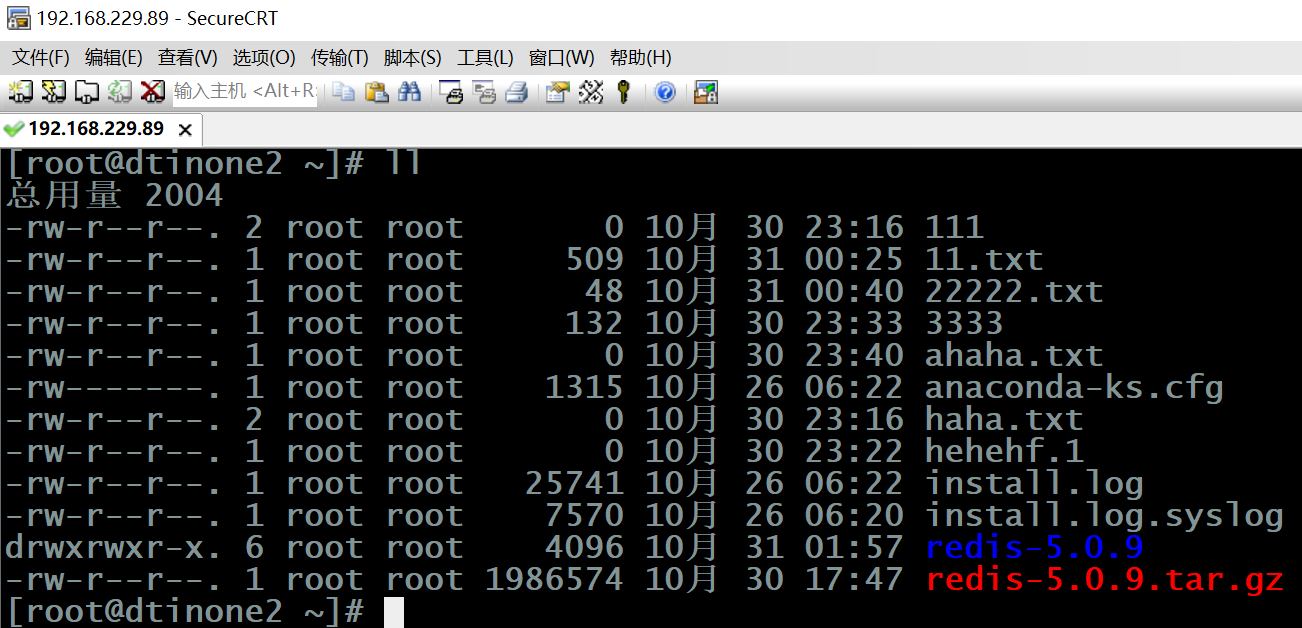 192.168.229.89 - SecureCRT
文件(F) 编辑(E) 查看(V) 选项(O) 传输(T) 脚本(S) 工具(L) 窗口(W) 帮助(H)
输入主机 <Alt+R
192.168.229.89
[root@dtinone2 ~]# ll
总用量 2004
-rw-r--r--. 2 root root       0 10月 30 23:16 111
-rw-r--r--. 1 root root     509 10月 31 00:25 11.txt
-rw-r--r--. 1 root root      48 10月 31 00:40 22222.txt
-rw-r--r--. 1 root root     132 10月 30 23:33 3333
-rw-r--r--. 1 root root       0 10月 30 23:40 ahaha.txt
-rw-------. 1 root root    1315 10月 26 06:22 anaconda-ks.cfg
-rw-r--r--. 2 root root       0 10月 30 23:16 haha.txt
-rw-r--r--. 1 root root       0 10月 30 23:22 hehehf.1
-rw-r--r--. 1 root root   25741 10月 26 06:22 install.log
-rw-r--r--. 1 root root    7570 10月 26 06:20 install.log.syslog
drwxrwxr-x. 6 root root    4096 10月 31 01:57 redis-5.0.9
-rw-r--r--. 1 root root 1986574 10月 30 17:47 redis-5.0.9.tar.gz
[root@dtinone2 ~]#